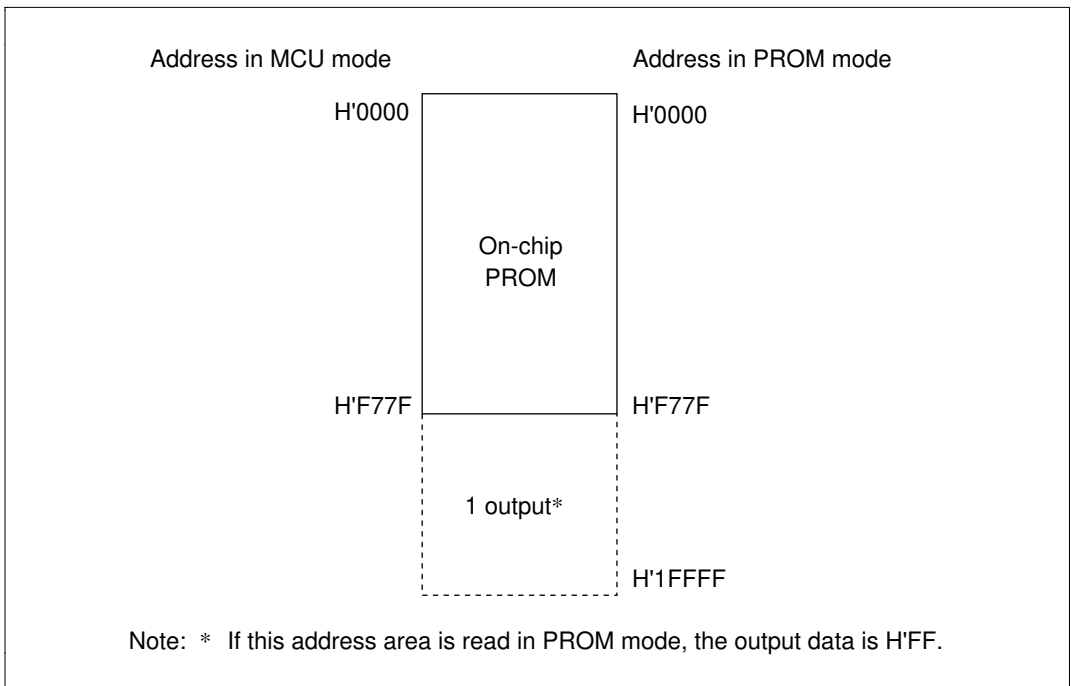 Address in MCU mode Address in PROM mode
H'0000 H'0000
On-chip
PROM
H'F77F H'F77F
1 output*
H'1FFFF
Note: * If this address area is read in PROM mode, the output data is H'FF.